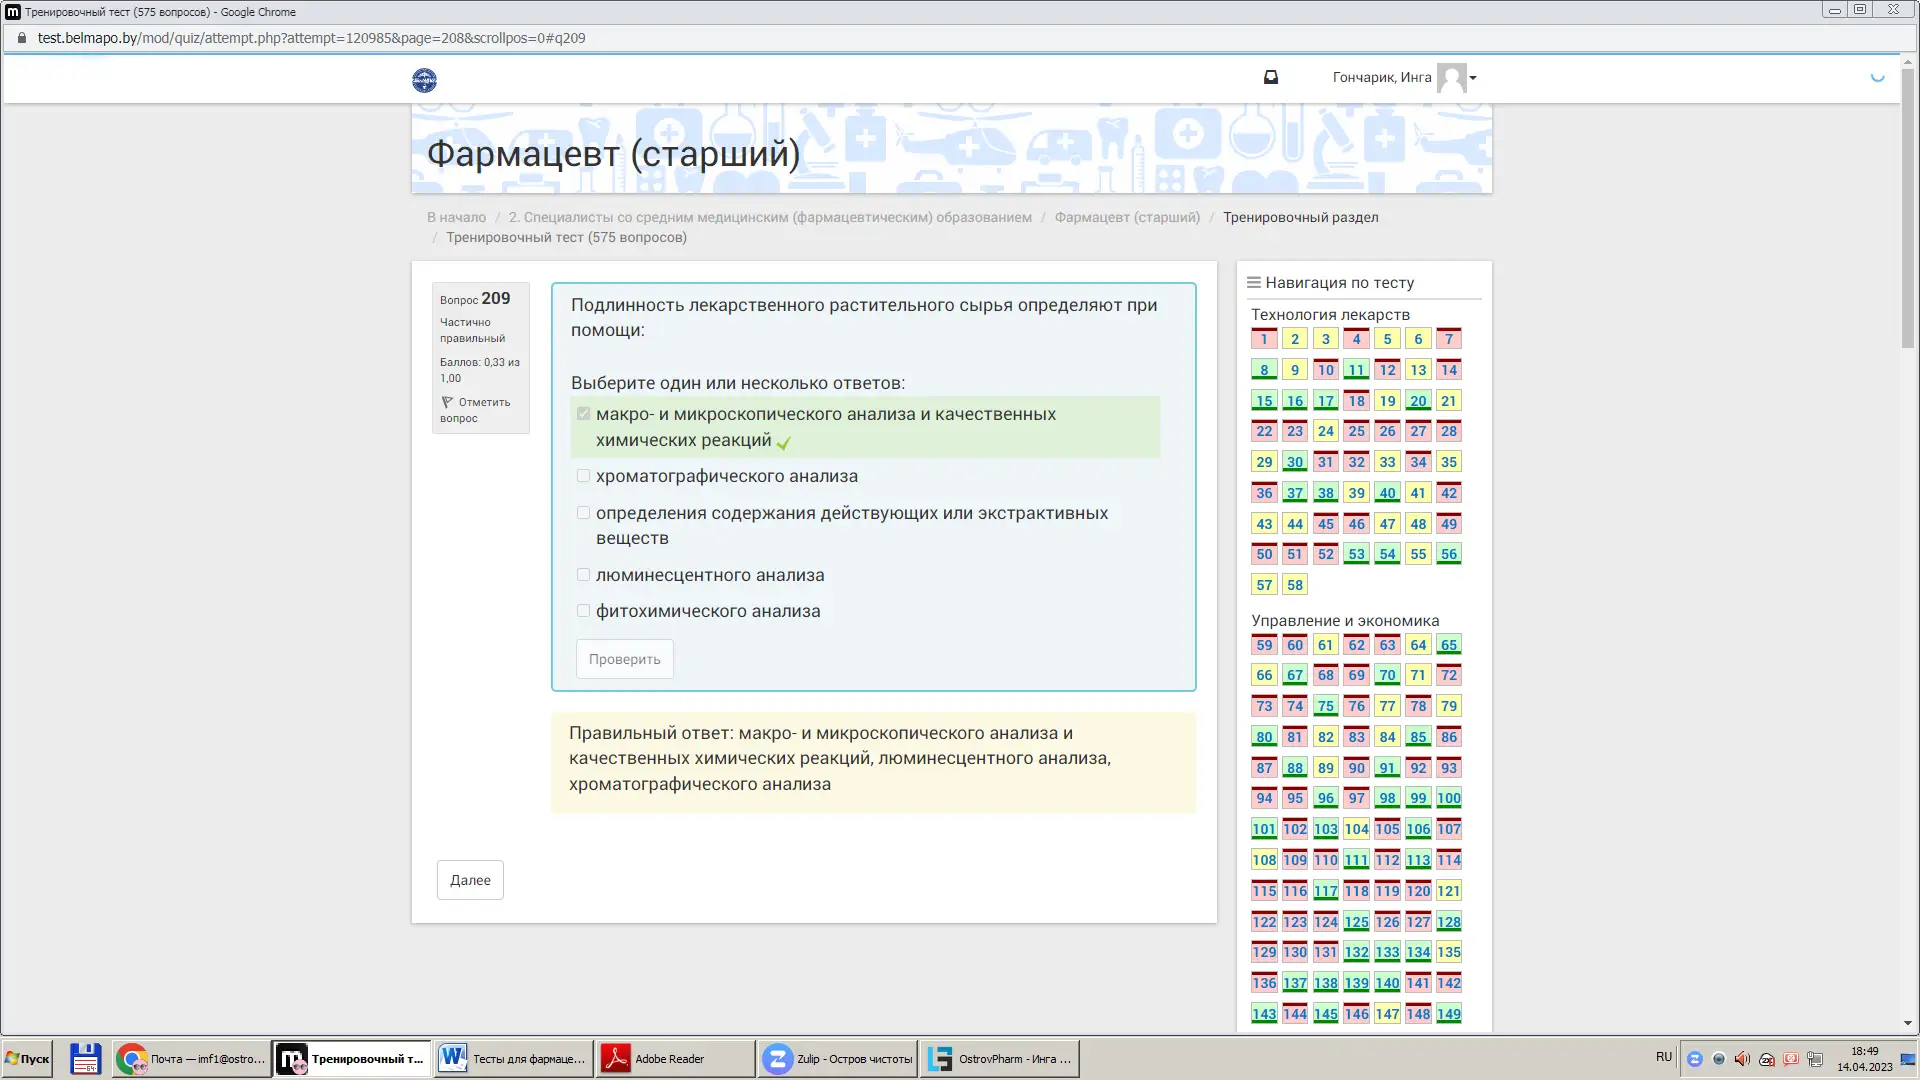 Тренировочный тест (575 вопросов) - Google Chrome
test.belmapo.by/mod/quiz/attempt.php?attempt=120985&page=208&scrollpos=0#q209
Гончарик, Инга
Фармацевт (старший)
В начало / 2. Специалисты со средним медицинским (фармацевтическим) образованием / Фармацевт (старший) / Тренировочный раздел
/ Тренировочный тест (575 вопросов)
Вопрос 209
Частично
правильный
Баллов: 0,33 из
1,00
Отметить
вопрос
Подлинность лекарственного растительного сырья определяют при
помощи:
Выберите один или несколько ответов:
макро- и микроскопического анализа и качественных
химических реакций
хроматографического анализа
определения содержания действующих или экстрактивных
веществ
люминесцентного анализа
фитохимического анализа
Проверить
Правильный ответ: макро- и микроскопического анализа и
качественных химических реакций, люминесцентного анализа,
хроматографического анализа
Далее
Навигация по тесту
Технология лекарств
1 2 3 4 5 6 7
8 9 10 11 12 13 14
15 16 17 18 19 20 21
22 23 24 25 26 27 28
29 30 31 32 33 34 35
36 37 38 39 40 41 42
43 44 45 46 47 48 49
50 51 52 53 54 55 56
57 58
Управление и экономика
59 60 61 62 63 64 65
66 67 68 69 70 71 72
73 74 75 76 77 78 79
80 81 82 83 84 85 86
87 88 89 90 91 92 93
94 95 96 97 98 99 100
101 102 103 104 105 106 107
108 109 110 111 112 113 114
115 116 117 118 119 120 121
122 123 124 125 126 127 128
129 130 131 132 133 134 135
136 137 138 139 140 141 142
143 144 145 146 147 148 149
Пуск
Почта — imf1@ostro...
Тренировочный т...
Тесты для фармаце...
Adobe Reader
Zulip - Остров чистоты
OstrovPharm - Инга ...
RU
18:49
14.04.2023